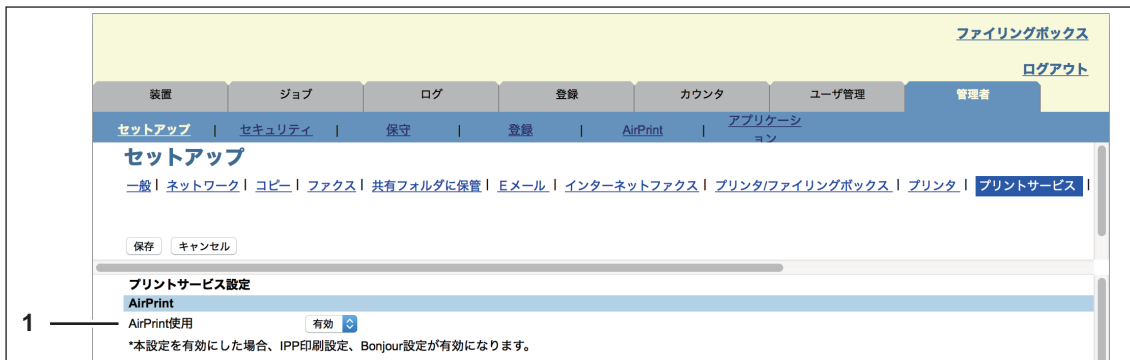 ファイリングボックス
ログアウト
装置 ジョブ ログ 登録 カウンタ ユーザ管理 管理者
セットアップ | セキュリティ | 保守 | 登録 | AirPrint | アプリケーシ
ョン
セットアップ
一般 | ネットワーク | コピー | ファクス | 共有フォルダに保管 | Eメール | インターネットファクス | プリンタ/ファイリングボックス | プリンタ | プリントサービス |
保存 キャンセル
プリントサービス設定
AirPrint
1 AirPrint使用 有効
*本設定を有効にした場合、IPP印刷設定、Bonjour設定が有効になります。